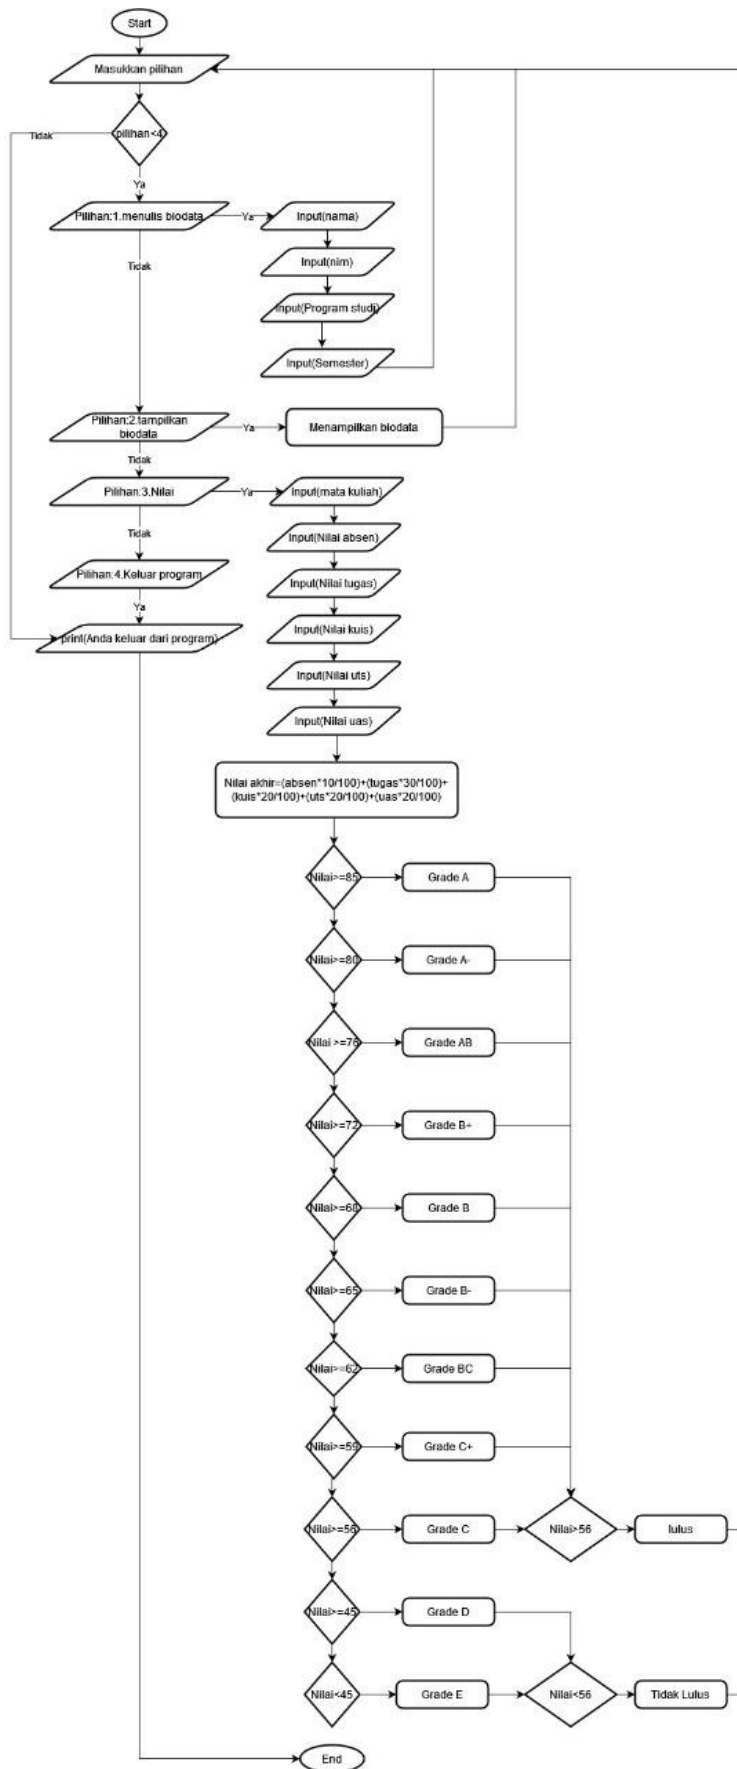 Start
Masukkan pilihan
pilihan<4
Tidak
Ya
Pilihan:1.menulis biodata
Ya
Input(nama)
Input(nim)
Tidak
Input(Program studi)
Input(Semester)
Pilihan:2.tampilkan
biodata
Ya
Menampilkan biodata
Tidak
Pilihan:3.Nilai
Ya
Input(mata kuliah)
Tidak
Input(Nilai absen)
Pilihan:4.Keluar program
Input(Nilai tugas)
Ya
print(Anda keluar dari program)
Input(Nilai kuis)
Input(Nilai uts)
Input(Nilai uas)
Nilai akhir=(absen*10/100)+(tugas*30/100)+
(kuis*20/100)+(uts*20/100)+(uas*20/100)
Nilai>=85
Grade A
Nilai>=80
Grade A-
Nilai >=76
Grade AB
Nilai>=72
Grade B+
Nilai>=68
Grade B
Nilai>=65
Grade B-
Nilai>=62
Grade BC
Nilai>=59
Grade C+
Nilai>=56
Grade C
Nilai>56
lulus
Nilai>=45
Grade D
Nilai<45
Grade E
Nilai<56
Tidak Lulus
End